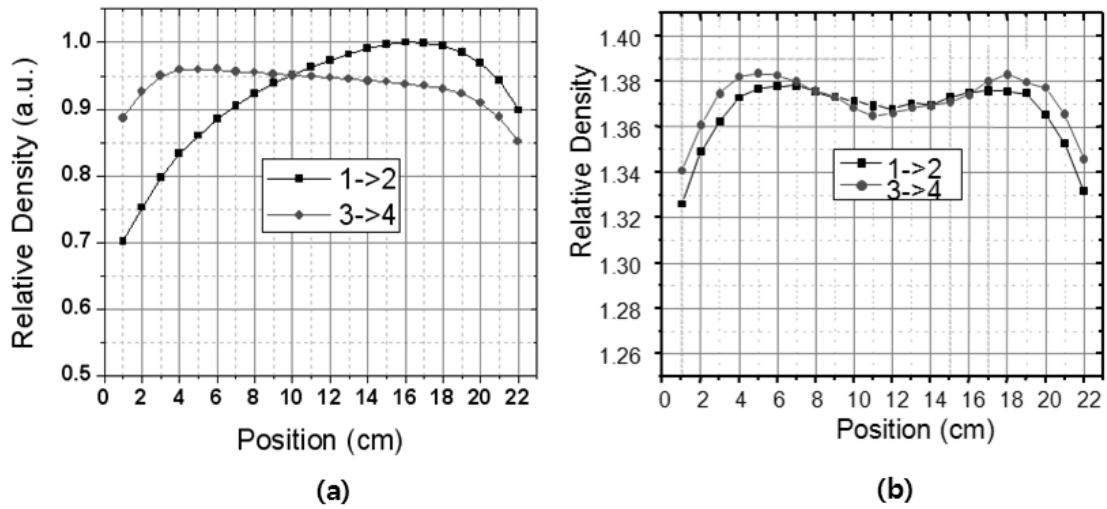 1.0
0.9
0.8
0.7
0.6
0.5
Relative Density (a.u.)
1->2
3->4
0 2 4 6 8 10 12 14 16 18 20 22
Position (cm)
(a)
1.40
1.38
1.36
1.34
1.32
1.30
1.28
1.26
Relative Density
1->2
3->4
0 2 4 6 8 10 12 14 16 18 20 22
Position (cm)
(b)